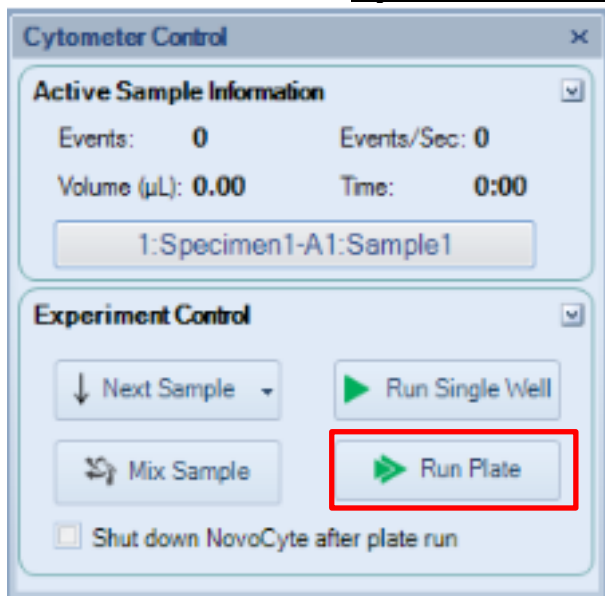 Cytometer Control
Active Sample Information
Events: 0 Events/Sec: 0
Volume (µL): 0.00 Time: 0:00
1:Specimen1-A1:Sample1
Experiment Control
Next Sample Run Single Well
Mix Sample Run Plate
Shut down NovoCyte after plate run